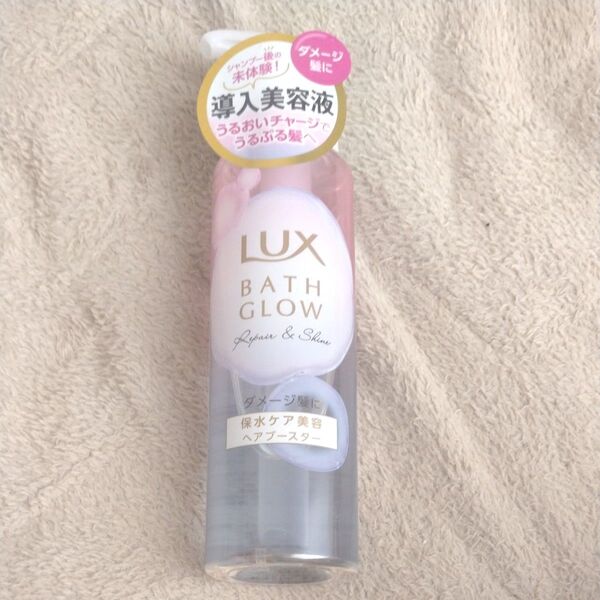 シャンプー後の
未体験!
ダメージ
髪に
導入美容液
うるおいチャージで
うるぷる髪へ
LUX
BATH
GLOW
Repair & Shine
ダメージ髪に
保水ケア美容
ヘアブースター